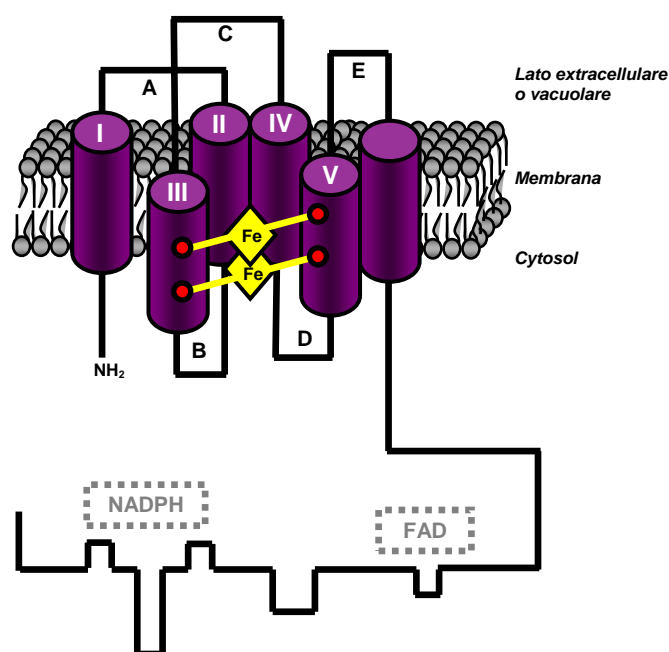 C
A
E
Lato extracellulare
o vacuolare
I
II
IV
V
III
Membrana
Fe
Fe
Cytosol
B
D
NH₂
NADPH
FAD